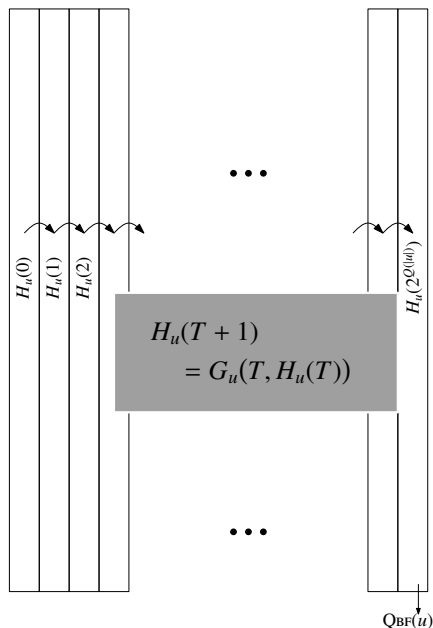 H_u(0)
H_u(1)
H_u(2)
H_u(2^{Q(|u|)})
H_u(T + 1)
= G_u(T, H_u(T))
QBF(u)